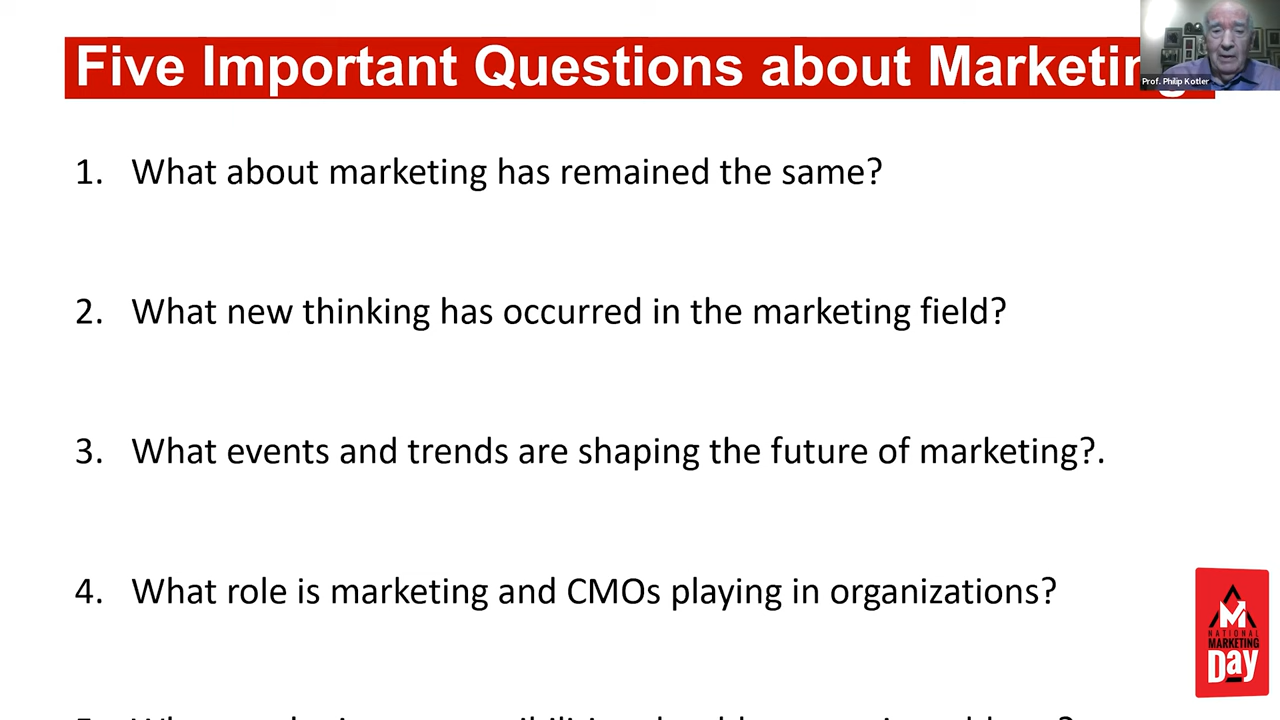 Five Important Questions about Marketing
Prof. Philip Kotler
1. What about marketing has remained the same?
2. What new thinking has occurred in the marketing field?
3. What events and trends are shaping the future of marketing?.
4. What role is marketing and CMOs playing in organizations?
NATIONAL
MARKETING
Day